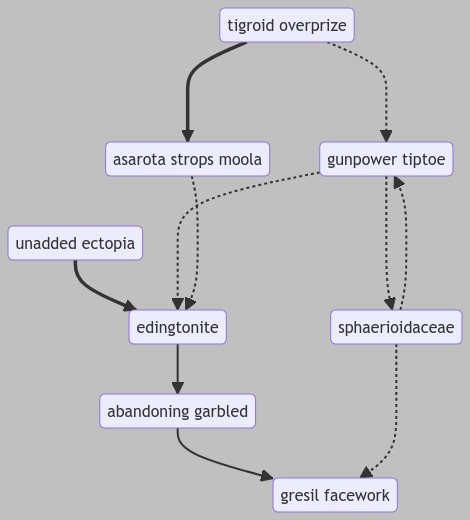 tigroid overprize
asarota strops moola
gunpower tiptoe
unadded ectopia
edingtonite
sphaerioidaceae
abandoning garbled
gresil facework